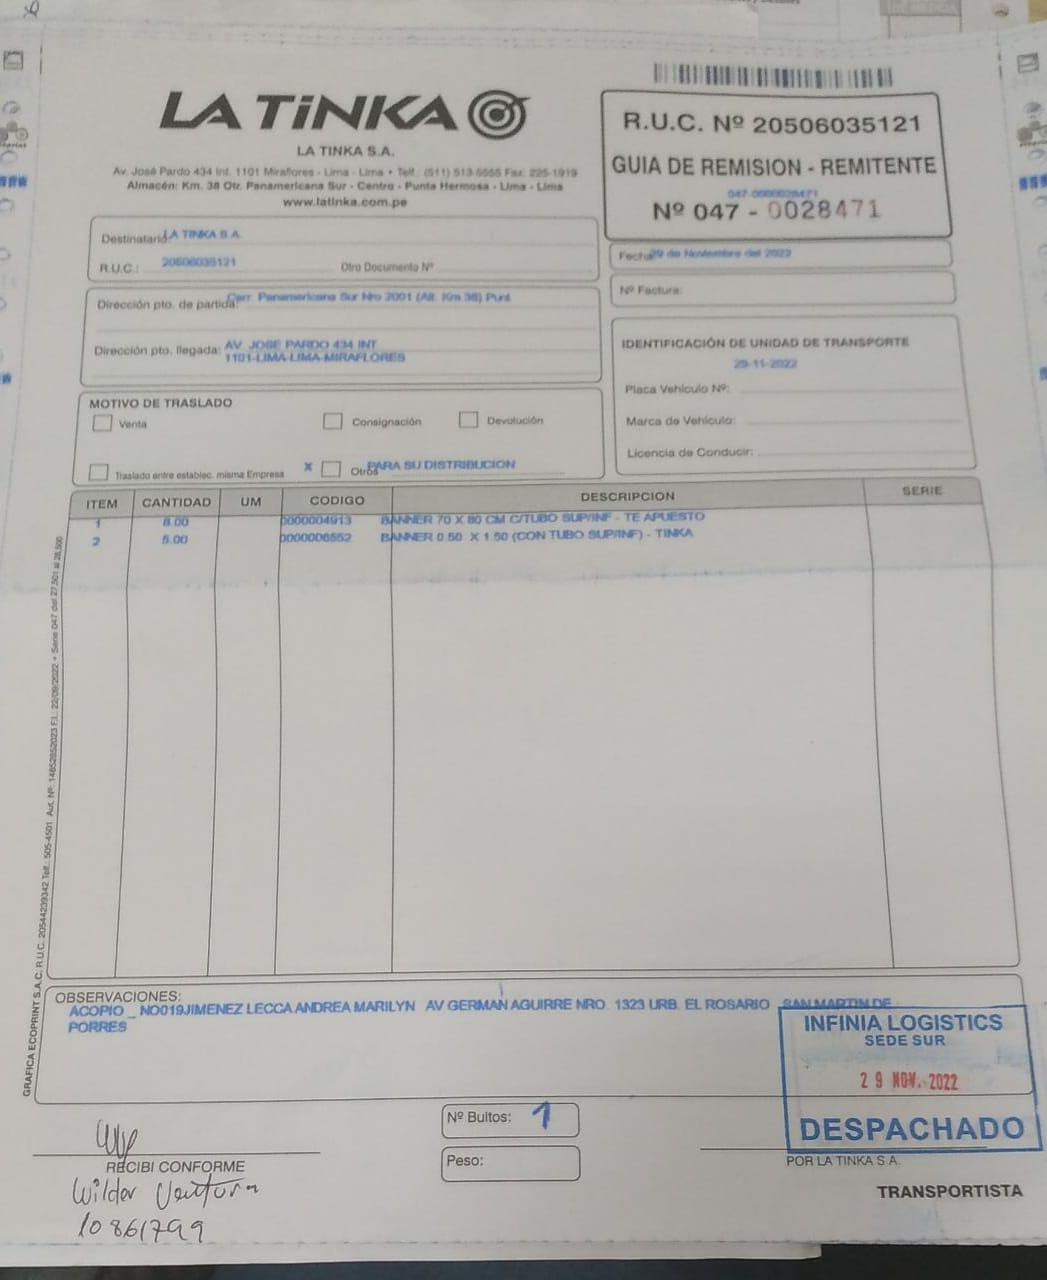 LA TiNKA
LA TINKA S.A.
Av. José Pardo 434 Int. 1101 Miraflores - Lima - Lima • Telf.: (511) 513-5555 Fax: 225-1919
Almacén: Km. 38 Otr. Panamericana Sur - Centro - Punta Hermosa - Lima - Lima
www.latinka.com.pe
R.U.C. Nº 20506035121
GUIA DE REMISION - REMITENTE
047-0000028471
Nº 047 - 0028471
Destinatario: LA TINKA S.A.
R.U.C.: 20506035121 Otro Documento Nº
Fecha: 29 de Noviembre del 2022
Nº Factura:
Dirección pto. de partida: Carr. Panamericana Sur Nro 2001 (Alt. Km 38) Punt
Dirección pto. llegada: AV. JOSE PARDO 434 INT
1101-LIMA-LIMA-MIRAFLORES
IDENTIFICACIÓN DE UNIDAD DE TRANSPORTE
29-11-2022
Placa Vehículo Nº:
Marca de Vehículo:
Licencia de Conducir:
MOTIVO DE TRASLADO
Venta Consignación Devolución
Traslado entre establec. misma Empresa X Otros PARA SU DISTRIBUCION
ITEM CANTIDAD UM CODIGO DESCRIPCION SERIE
1 8.00 0000004913 BANNER 70 X 80 CM C/TUBO SUP/INF - TE APUESTO
2 5.00 0000006552 BANNER 0.50 X 1.50 (CON TUBO SUP/INF) - TINKA
GRAFICA ECOPRINT S.A.C. R.U.C. 20544239342 Telf.: 505-4501 Aut. Nº: 14852852023 F.I.: 22/09/2022 • Serie 047 del 27,501 al 28,500
OBSERVACIONES:
ACOPIO _ NO019JIMENEZ LECCA ANDREA MARILYN AV GERMAN AGUIRRE NRO. 1323 URB. EL ROSARIO SAN MARTIN DE
PORRES
INFINIA LOGISTICS
SEDE SUR
29 NOV. 2022
DESPACHADO
Nº Bultos: 1
Peso:
RECIBI CONFORME
Wilder Ventura
10861799
POR LA TINKA S.A.
TRANSPORTISTA